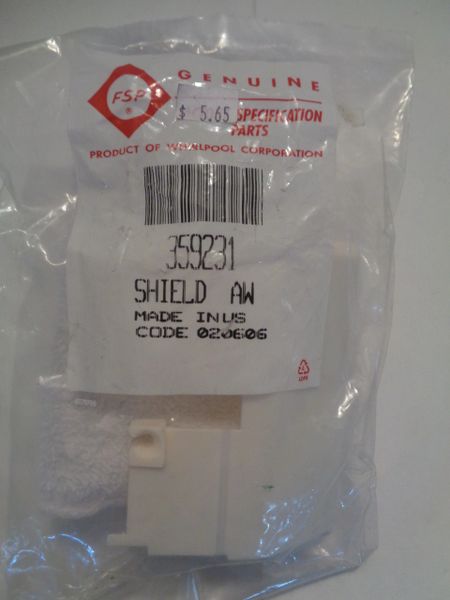 GENUINE
FSP®
$ 5.65 SPECIFICATION
PARTS
PRODUCT OF WHIRLPOOL CORPORATION
359231
SHIELD AW
MADE IN US
CODE 020606